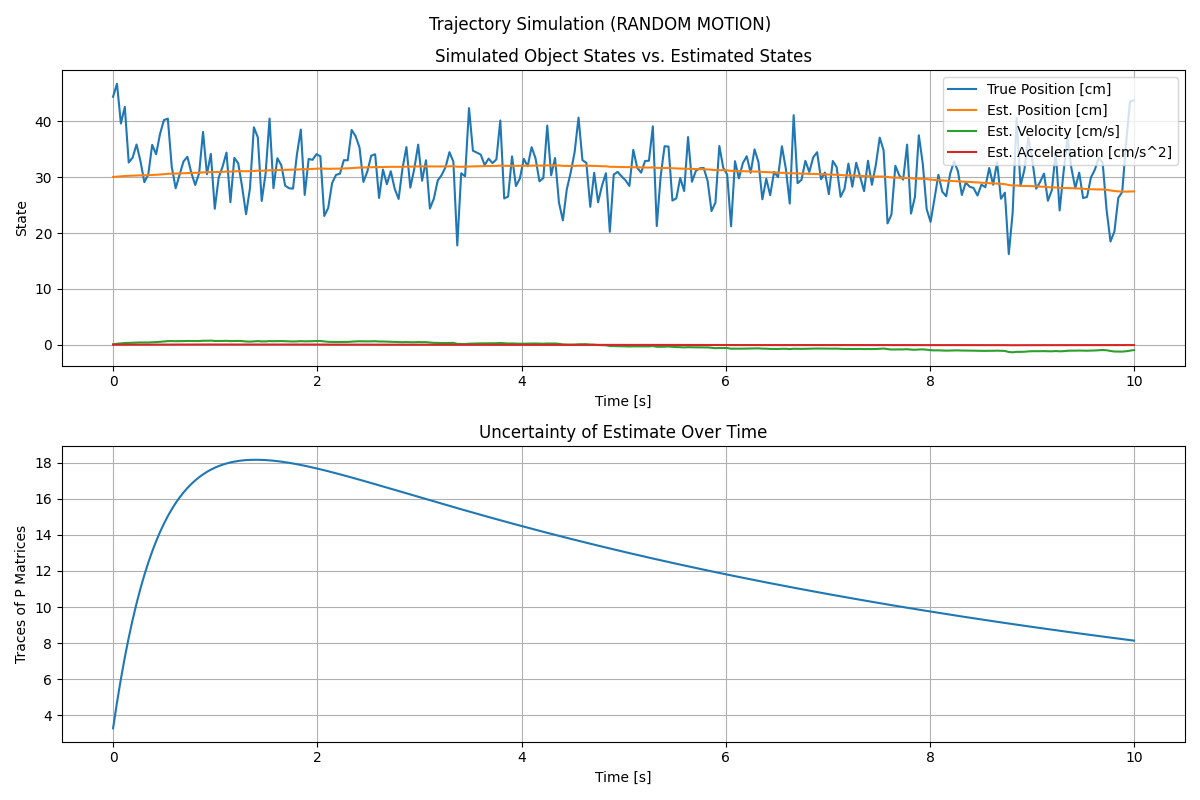 Trajectory Simulation (RANDOM MOTION)
Simulated Object States vs. Estimated States
True Position [cm]
Est. Position [cm]
Est. Velocity [cm/s]
Est. Acceleration [cm/s^2]
State
40
30
20
10
0
0 2 4 6 8 10
Time [s]
Uncertainty of Estimate Over Time
Traces of P Matrices
18
16
14
12
10
8
6
4
0 2 4 6 8 10
Time [s]